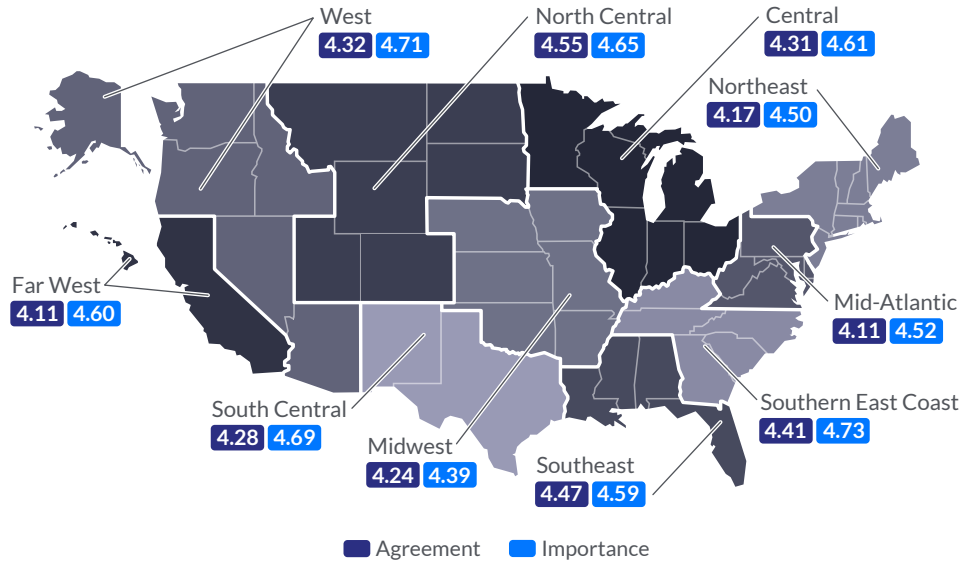 West
4.32 4.71
North Central
4.55 4.65
Central
4.31 4.61
Northeast
4.17 4.50
Far West
4.11 4.60
Mid-Atlantic
4.11 4.52
South Central
4.28 4.69
Midwest
4.24 4.39
Southeast
4.47 4.59
Southern East Coast
4.41 4.73
Agreement Importance